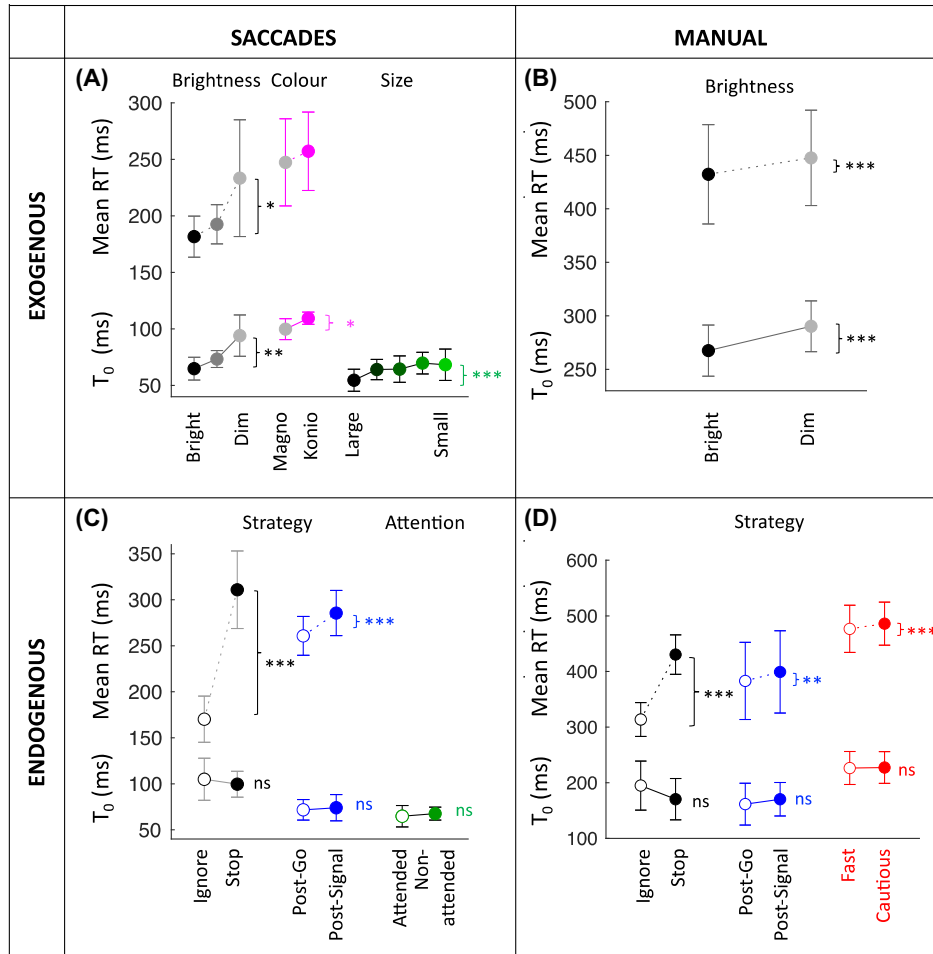 SACCADES
MANUAL
EXOGENOUS
(A)
Brightness Colour Size
Mean RT (ms)
T0 (ms)
300
250
200
150
100
50
*
**
*
***
Bright
Dim
Magno
Konio
Large
Small
(B)
Brightness
Mean RT (ms)
T0 (ms)
500
450
400
350
300
250
***
***
Bright
Dim
ENDOGENOUS
(C)
Strategy Attention
Mean RT (ms)
T0 (ms)
350
300
250
200
150
100
50
***
***
ns
ns
ns
Ignore
Stop
Post-Go
Post-Signal
Attended
Non-
attended
(D)
Strategy
Mean RT (ms)
T0 (ms)
600
500
400
300
200
100
***
**
***
ns
ns
ns
Ignore
Stop
Post-Go
Post-Signal
Fast
Cautious